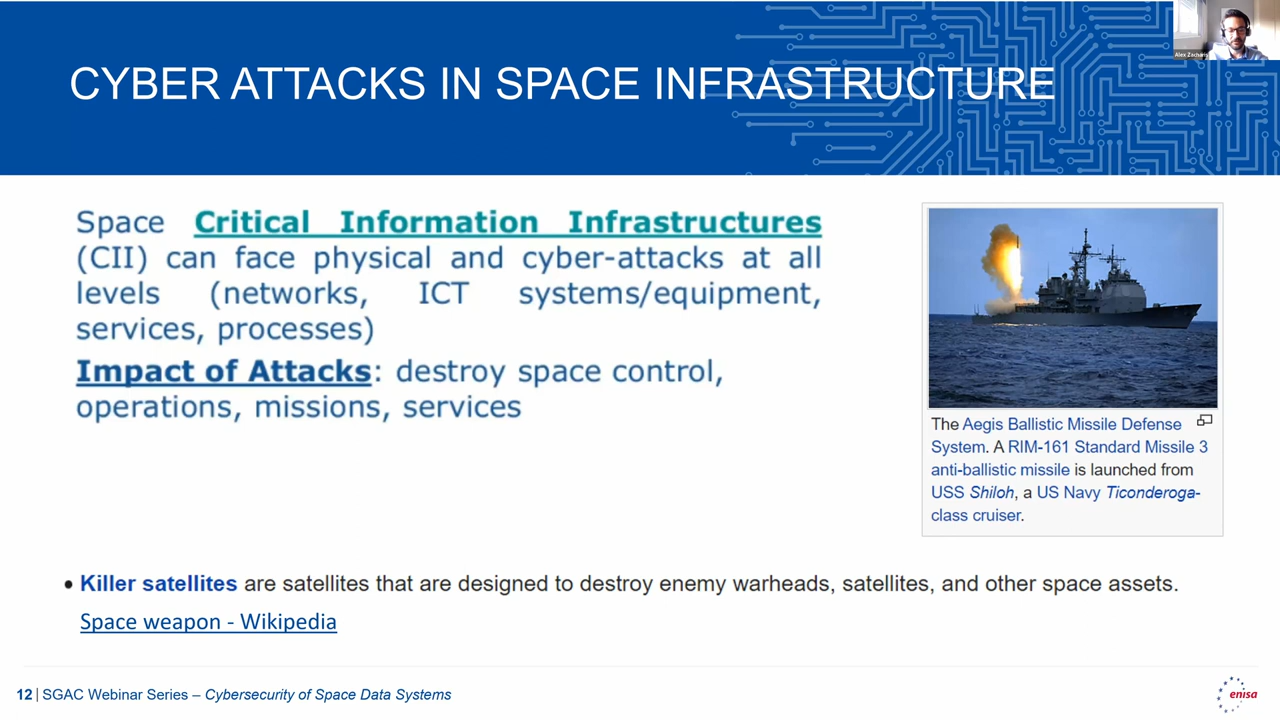 CYBER ATTACKS IN SPACE INFRASTRUCTURE
Space Critical Information Infrastructures
(CII) can face physical and cyber-attacks at all
levels (networks, ICT systems/equipment,
services, processes)
Impact of Attacks: destroy space control,
operations, missions, services
The Aegis Ballistic Missile Defense
System. A RIM-161 Standard Missile 3
anti-ballistic missile is launched from
USS Shiloh, a US Navy Ticonderoga-
class cruiser.
• Killer satellites are satellites that are designed to destroy enemy warheads, satellites, and other space assets.
Space weapon - Wikipedia
12 | SGAC Webinar Series – Cybersecurity of Space Data Systems
enisa